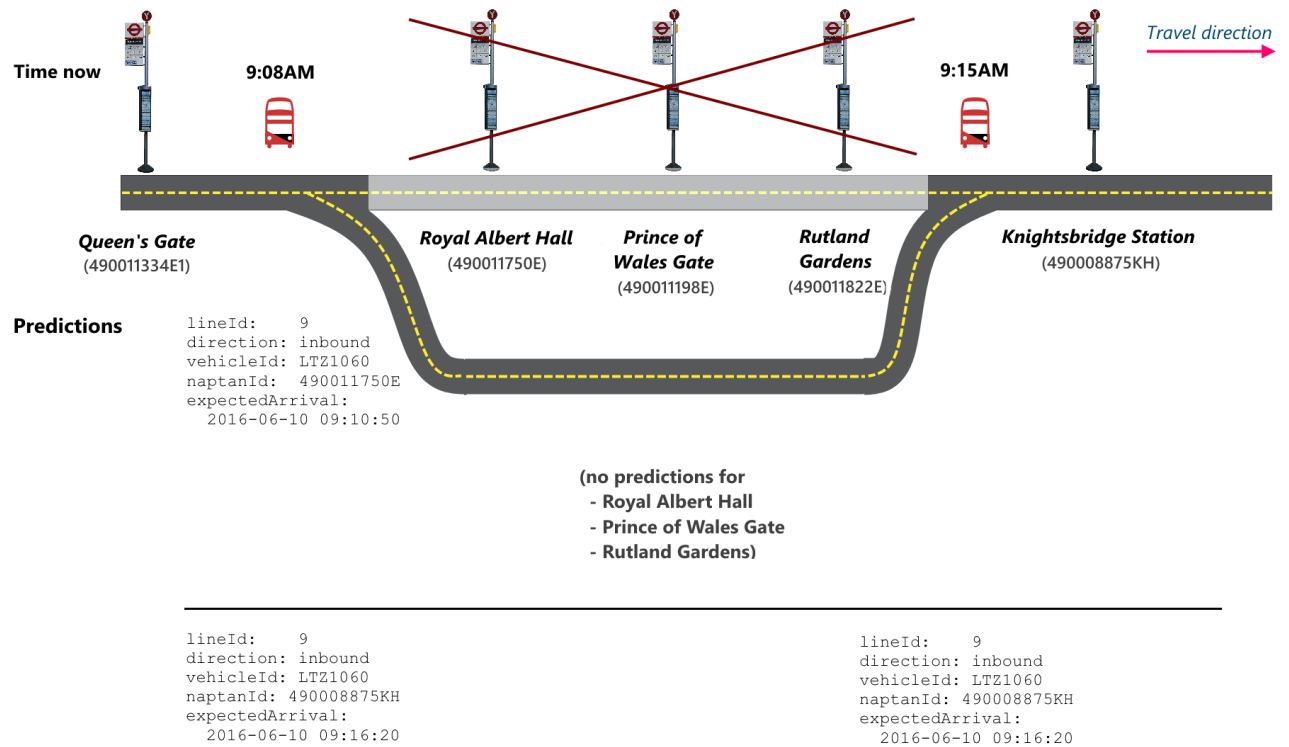 Travel direction
Time now
9:08AM
9:15AM
Queen's Gate
(490011334E1)
Royal Albert Hall
(490011750E)
Prince of
Wales Gate
(490011198E)
Rutland
Gardens
(490011822E)
Knightsbridge Station
(490008875KH)
Predictions
lineId: 9
direction: inbound
vehicleId: LTZ1060
naptanId: 490011750E
expectedArrival:
2016-06-10 09:10:50
(no predictions for
- Royal Albert Hall
- Prince of Wales Gate
- Rutland Gardens)
lineId: 9
direction: inbound
vehicleId: LTZ1060
naptanId: 490008875KH
expectedArrival:
2016-06-10 09:16:20
lineId: 9
direction: inbound
vehicleId: LTZ1060
naptanId: 490008875KH
expectedArrival:
2016-06-10 09:16:20